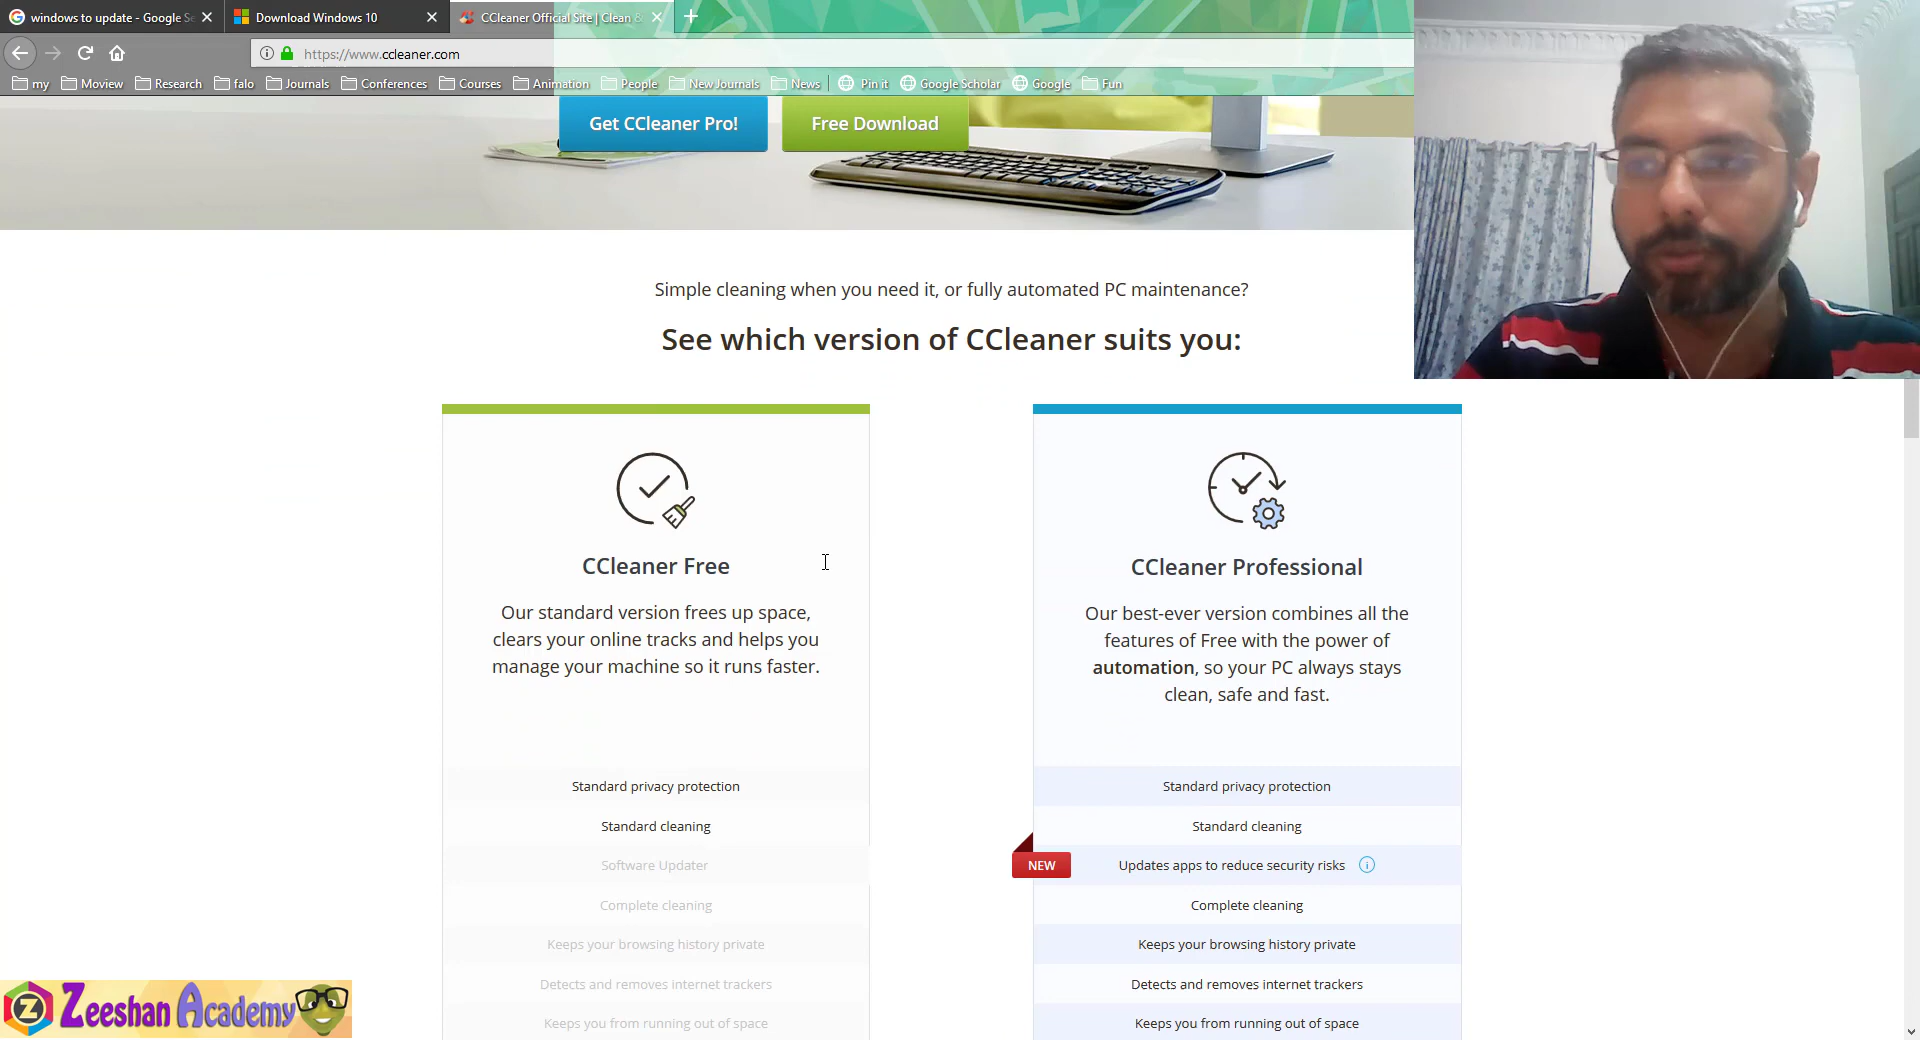 windows to update - Google Se
Download Windows 10
CCleaner Official Site | Clean &
https://www.ccleaner.com
my
Moview
Research
falo
Journals
Conferences
Courses
Animation
People
New Journals
News
Pin it
Google Scholar
Google
Fun
Get CCleaner Pro!
Free Download
Simple cleaning when you need it, or fully automated PC maintenance?
See which version of CCleaner suits you:
CCleaner Free
Our standard version frees up space,
clears your online tracks and helps you
manage your machine so it runs faster.
Standard privacy protection
Standard cleaning
Software Updater
Complete cleaning
Keeps your browsing history private
Detects and removes internet trackers
Keeps you from running out of space
CCleaner Professional
Our best-ever version combines all the
features of Free with the power of
automation, so your PC always stays
clean, safe and fast.
Standard privacy protection
Standard cleaning
NEW
Updates apps to reduce security risks
Complete cleaning
Keeps your browsing history private
Detects and removes internet trackers
Keeps you from running out of space
Z Zeeshan Academy